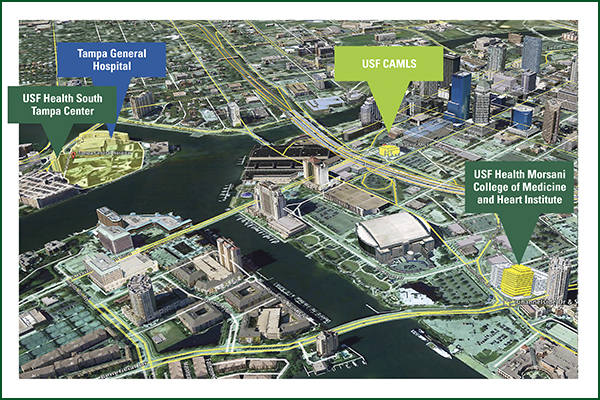 Tampa General
Hospital
USF CAMLS
USF Health South
Tampa Center
USF Health Morsani
College of Medicine
and Heart Institute